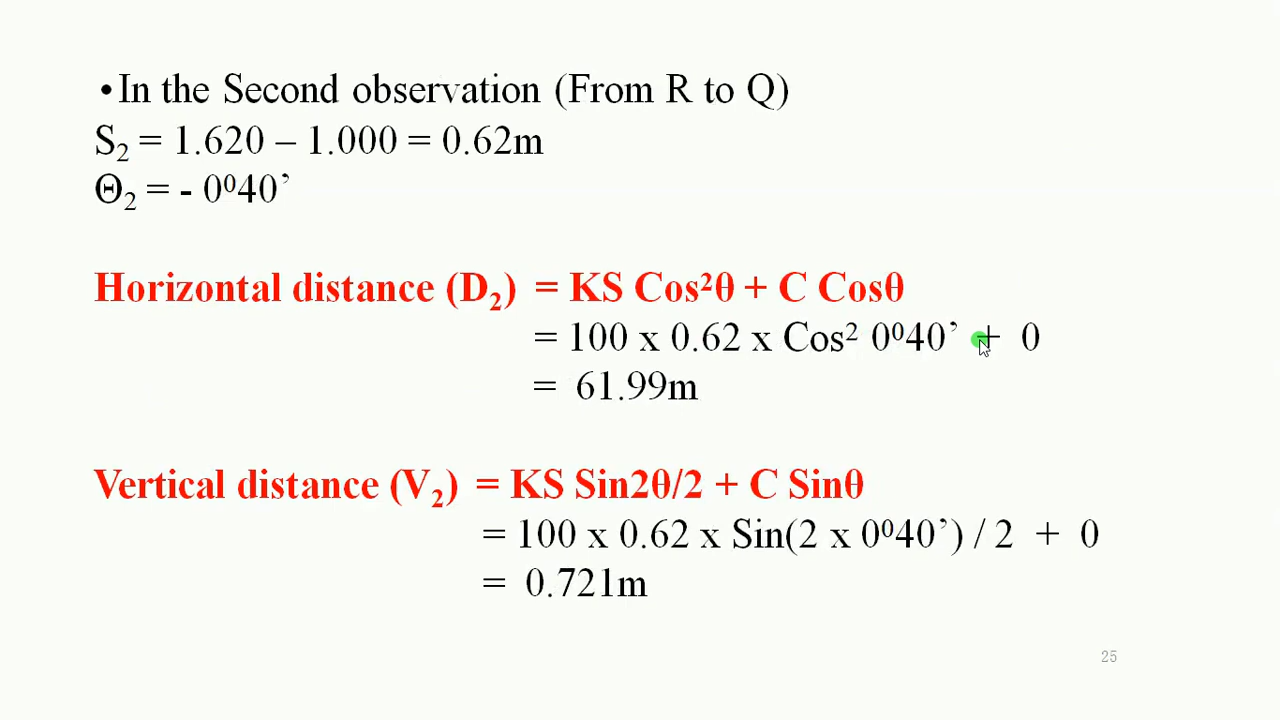 •In the Second observation (From R to Q)
S₂ = 1.620 – 1.000 = 0.62m
Θ₂ = - 0⁰40’
Horizontal distance (D₂) = KS Cos²θ + C Cosθ
= 100 x 0.62 x Cos² 0⁰40’ + 0
= 61.99m
Vertical distance (V₂) = KS Sin2θ/2 + C Sinθ
= 100 x 0.62 x Sin(2 x 0⁰40’) / 2 + 0
= 0.721m
25